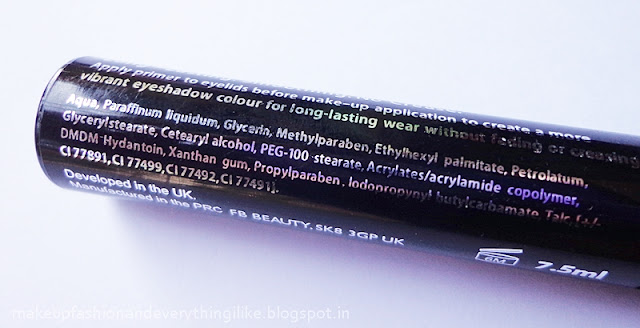 Apply primer to eyelids before make-up application to create a more
vibrant eyeshadow colour for long-lasting wear without fading or creasing
Aqua, Paraffinum liquidum, Glycerin, Methylparaben, Ethylhexyl palmitate, Petrolatum,
Glyceryl stearate, Cetearyl alcohol, PEG-100 stearate, Acrylates/acrylamide copolymer,
DMDM Hydantoin, Xanthan gum, Propylparaben, Iodopropynyl butylcarbamate, Talc, [+/-
CI 77891, CI 77499, CI 77492, CI 77491].
Developed in the UK.
Manufactured in the PRC FB BEAUTY, SK8 3GP UK
6M 7.5ml
makeupfashionandeverythingilike.blogspot.in